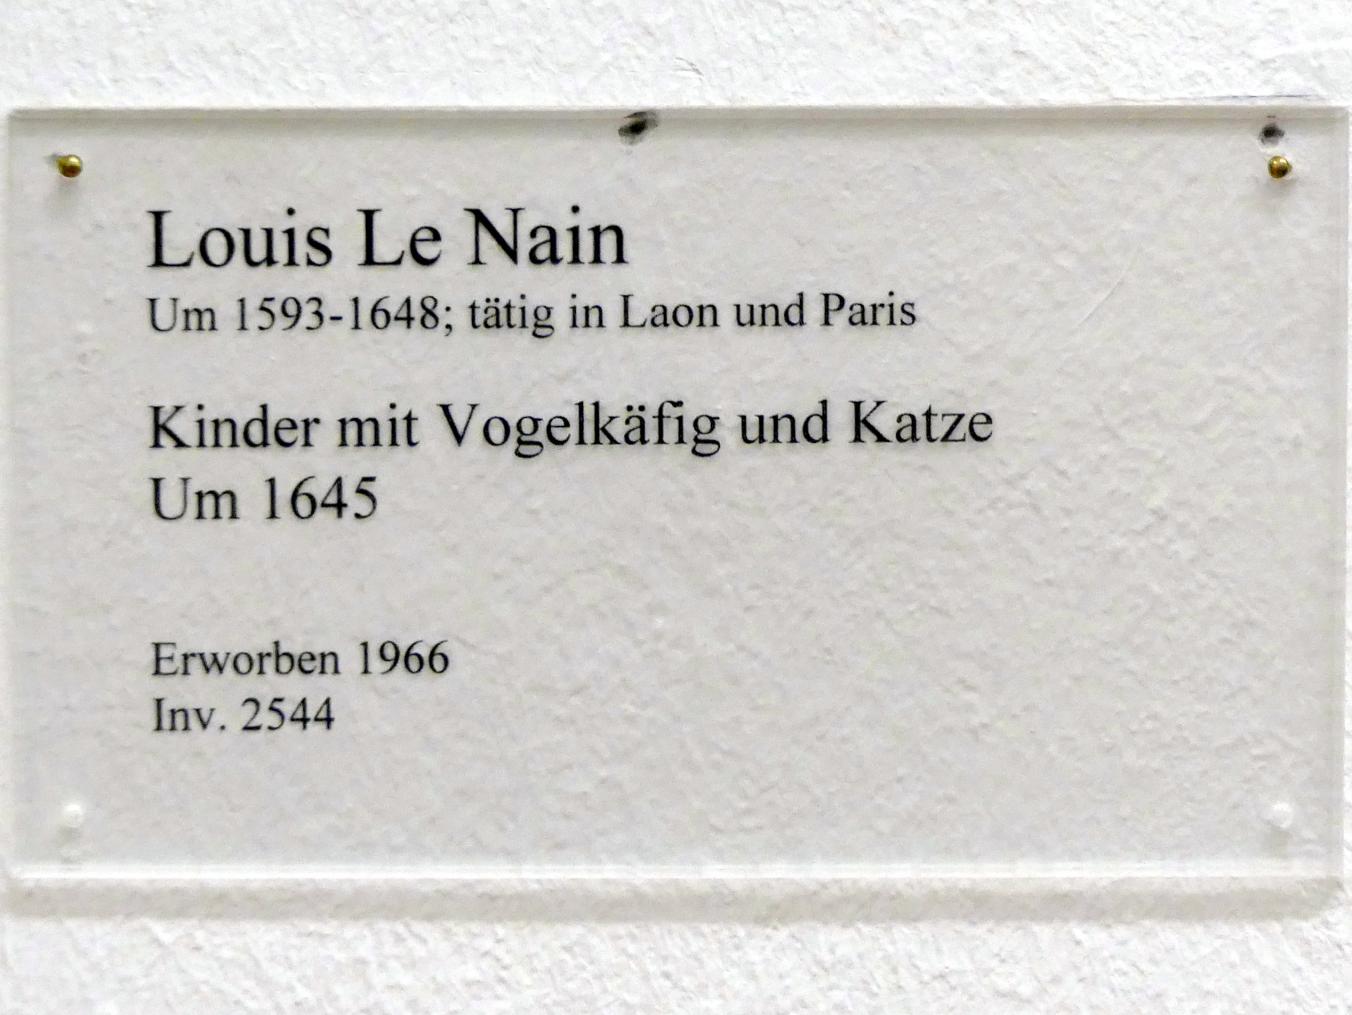 Louis Le Nain
Um 1593-1648; tätig in Laon und Paris
Kinder mit Vogelkäfig und Katze
Um 1645
Erworben 1966
Inv. 2544